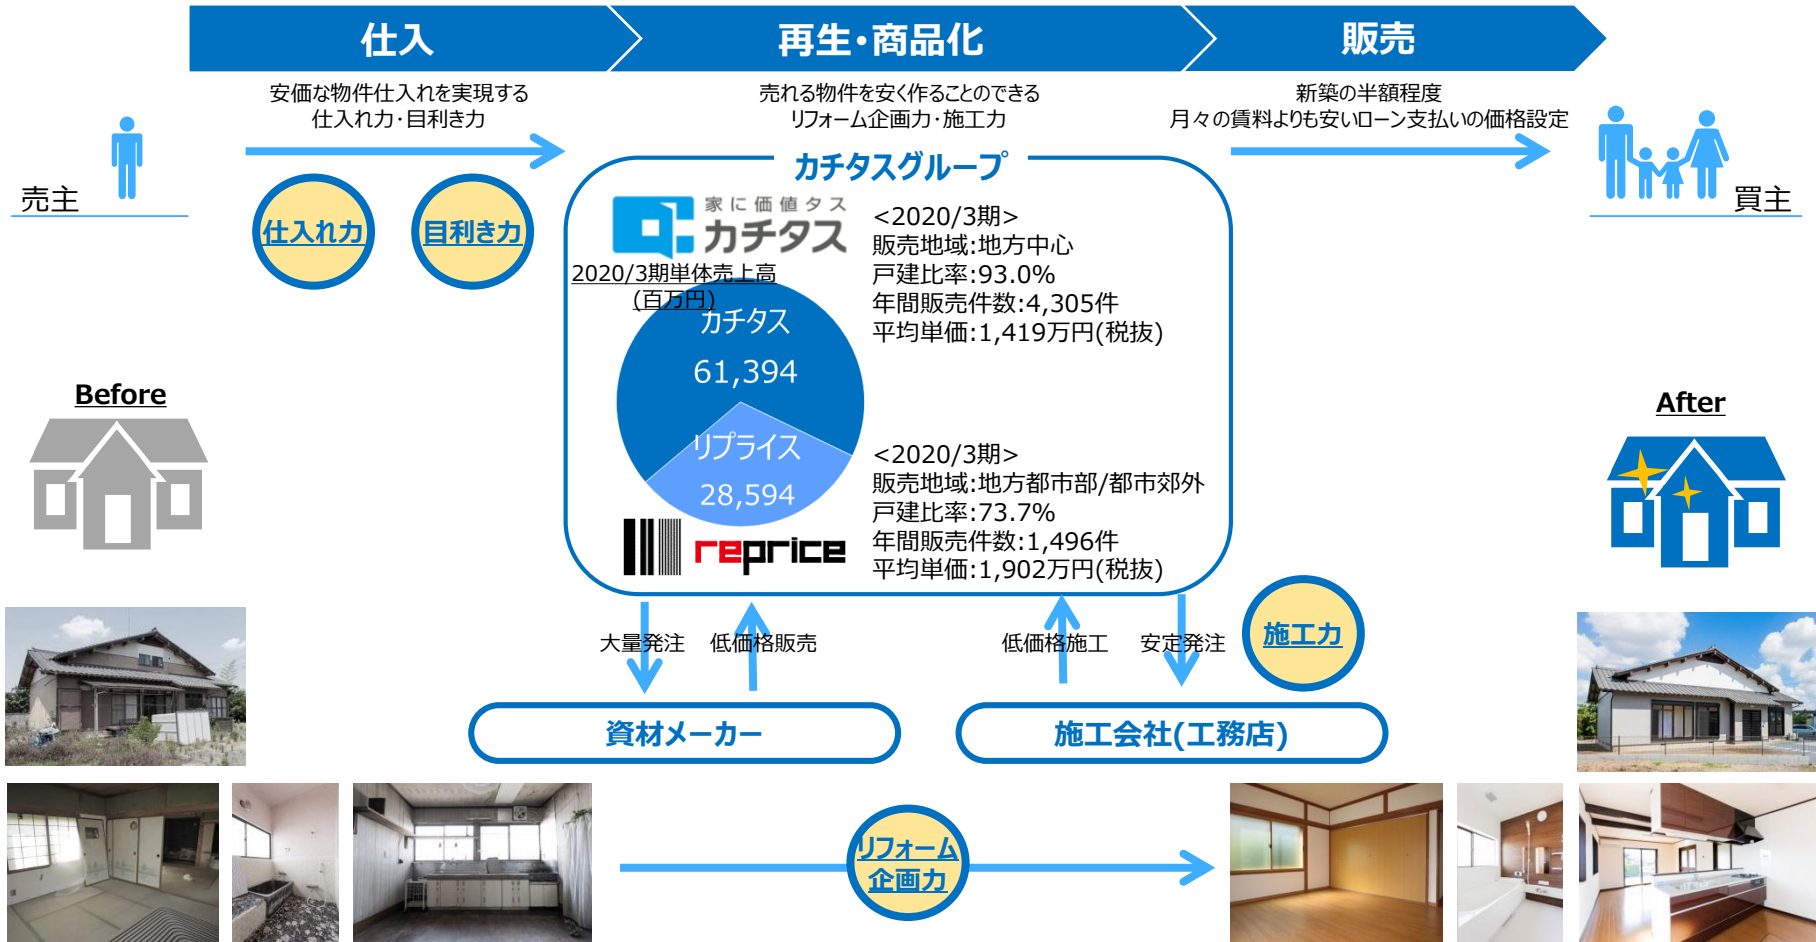 仕入
再生・商品化
販売
安価な物件仕入れを実現する
仕入れ力・目利き力
売れる物件を安く作ることのできる
リフォーム企画力・施工力
新築の半額程度
月々の賃料よりも安いローン支払いの価格設定
売主
買主
仕入れ力
目利き力
カチタスグループ
家に価値タス
カチタス
2020/3期単体売上高
(百万円)
カチタス
61,394
リプライス
28,594
<2020/3期>
販売地域:地方中心
戸建比率:93.0%
年間販売件数:4,305件
平均単価:1,419万円(税抜)
<2020/3期>
販売地域:地方都市部/都市郊外
戸建比率:73.7%
年間販売件数:1,496件
平均単価:1,902万円(税抜)
reprice
Before
After
大量発注
低価格販売
低価格施工
安定発注
施工力
資材メーカー
施工会社(工務店)
リフォーム
企画力